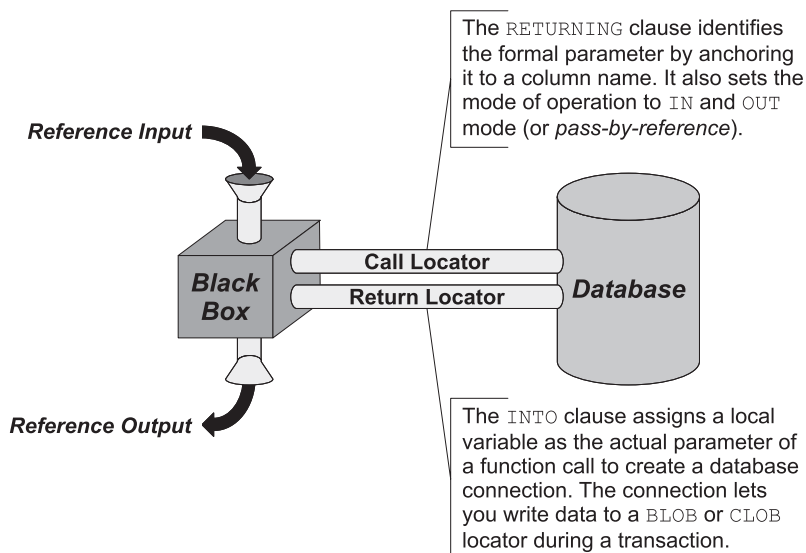 The RETURNING clause identifies
the formal parameter by anchoring
it to a column name. It also sets the
mode of operation to IN and OUT
mode (or pass-by-reference).
Reference Input
Call Locator
Black
Box
Return Locator
Database
Reference Output
The INTO clause assigns a local
variable as the actual parameter of
a function call to create a database
connection. The connection lets
you write data to a BLOB or CLOB
locator during a transaction.